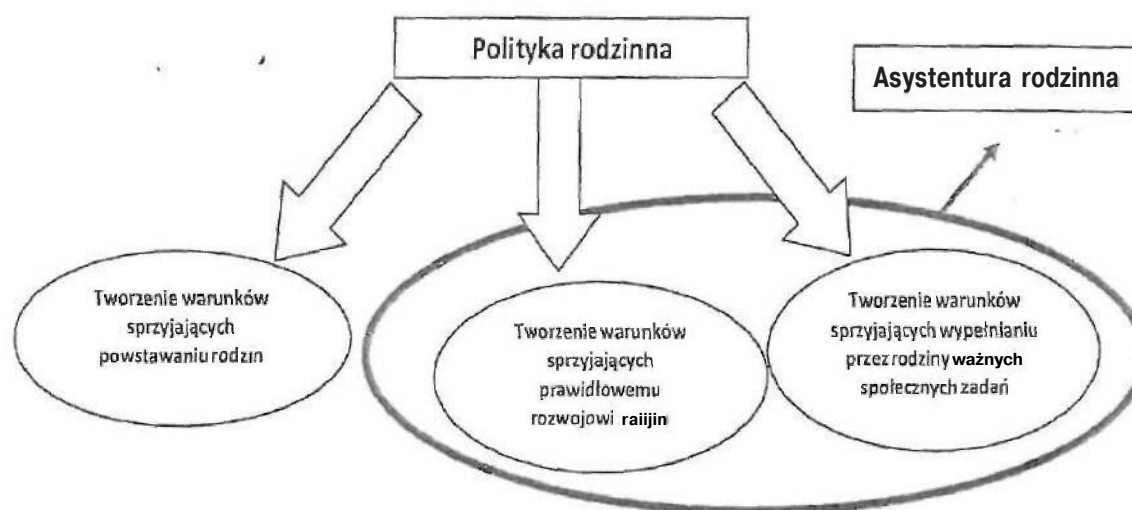 Polityka rodzinna
Asystentura rodzinna
Tworzenie warunków
sprzyjających
powstawaniu rodzin
Tworzenie warunków
sprzyjających
prawidłowemu
rozwojowi raiijin
Tworzenie warunków
sprzyjających wypełnianiu
przez rodziny ważnych
społecznych zadań